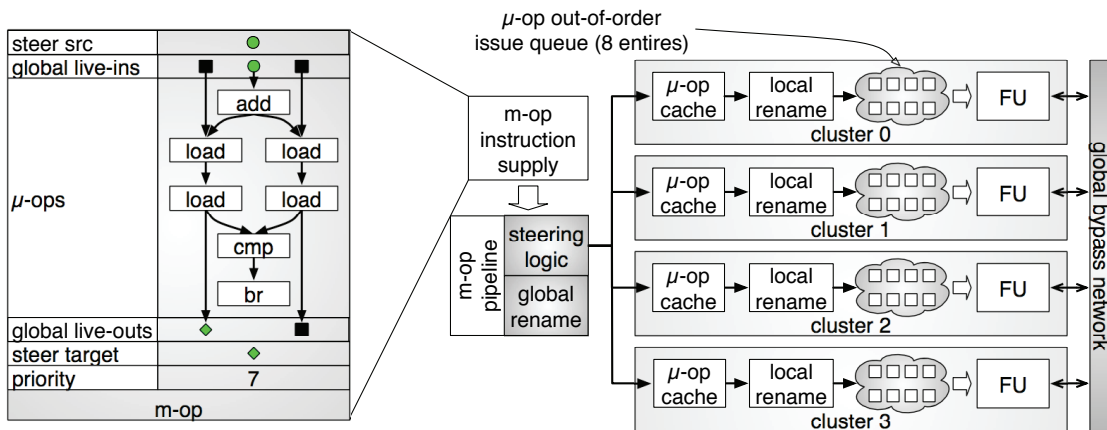 steer src
global live-ins
μ-ops
add
load
load
load
load
cmp
br
global live-outs
steer target
priority
7
m-op
m-op
instruction
supply
m-op
pipeline
steering
logic
global
rename
μ-op out-of-order
issue queue (8 entires)
μ-op
cache
local
rename
FU
cluster 0
μ-op
cache
local
rename
FU
cluster 1
μ-op
cache
local
rename
FU
cluster 2
μ-op
cache
local
rename
FU
cluster 3
global bypass network